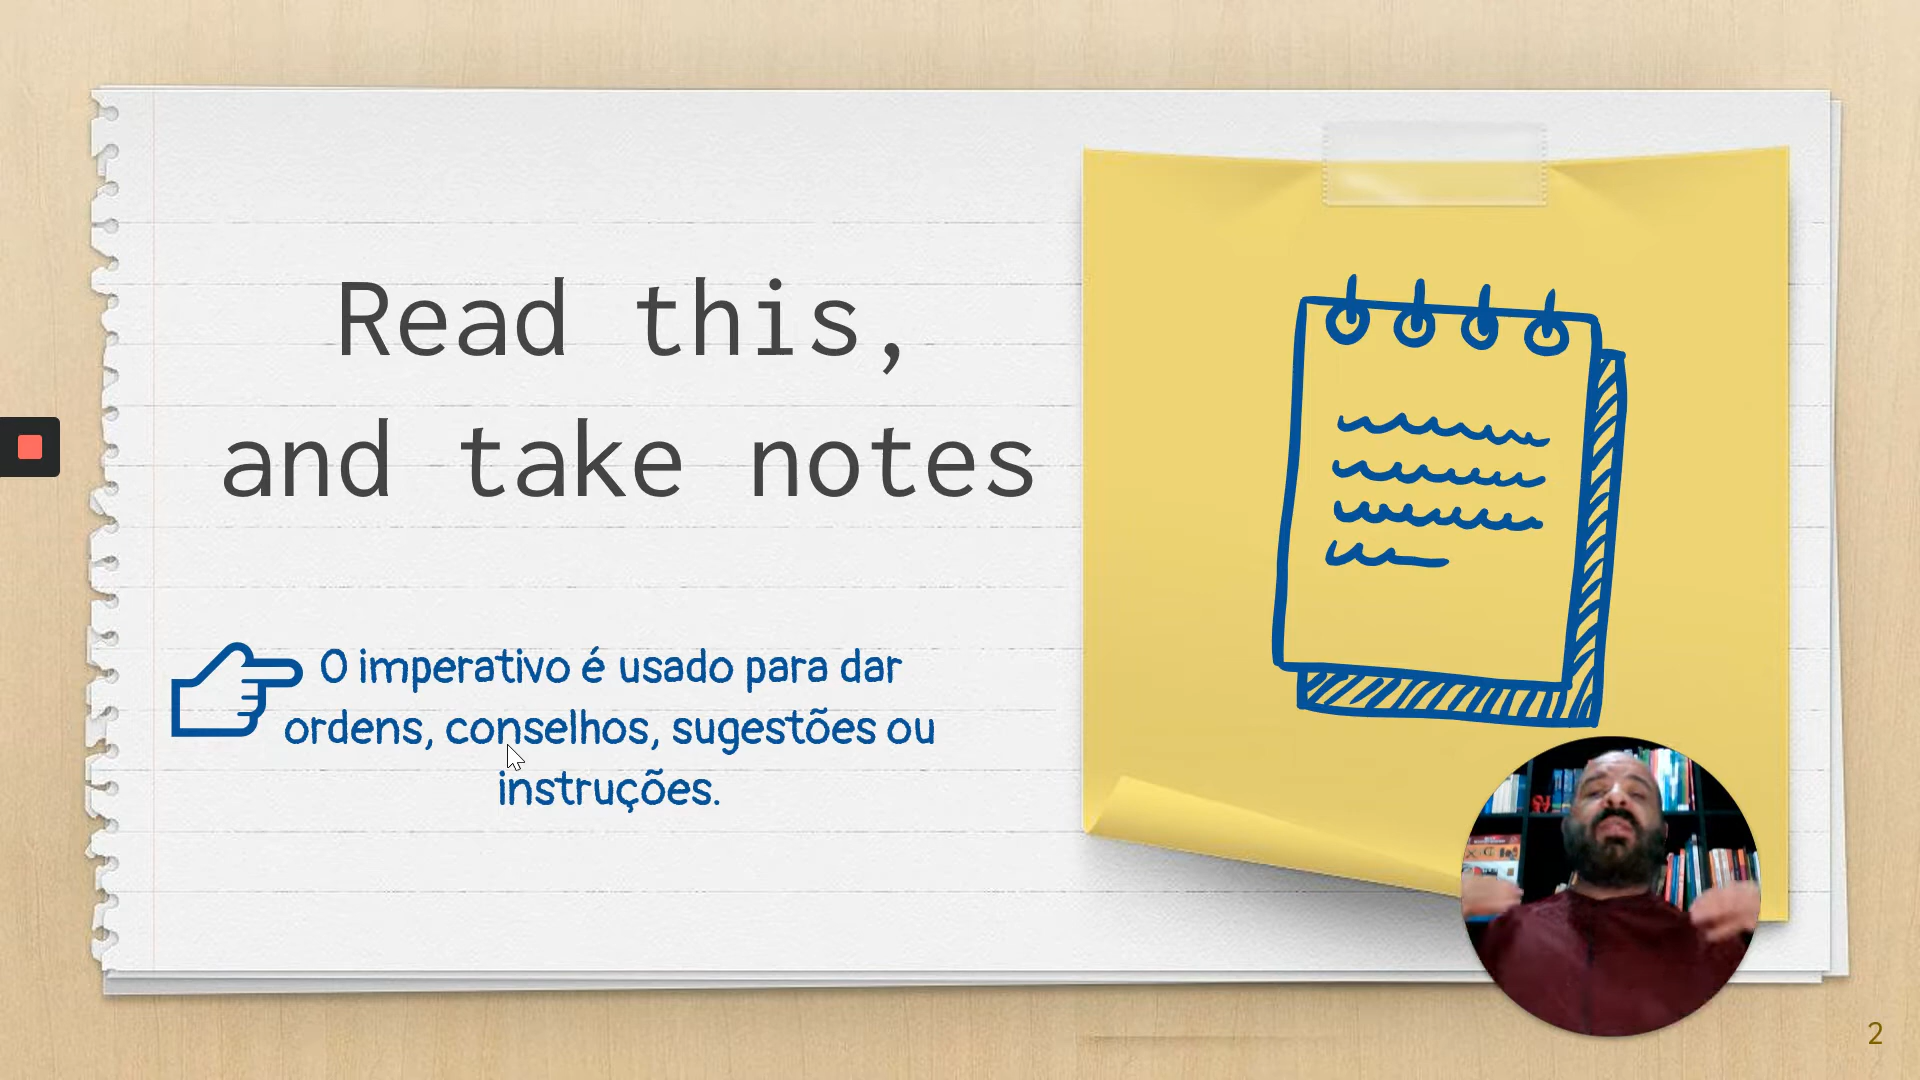 Read this,
and take notes
O imperativo é usado para dar
ordens, conselhos, sugestões ou
instruções.
2